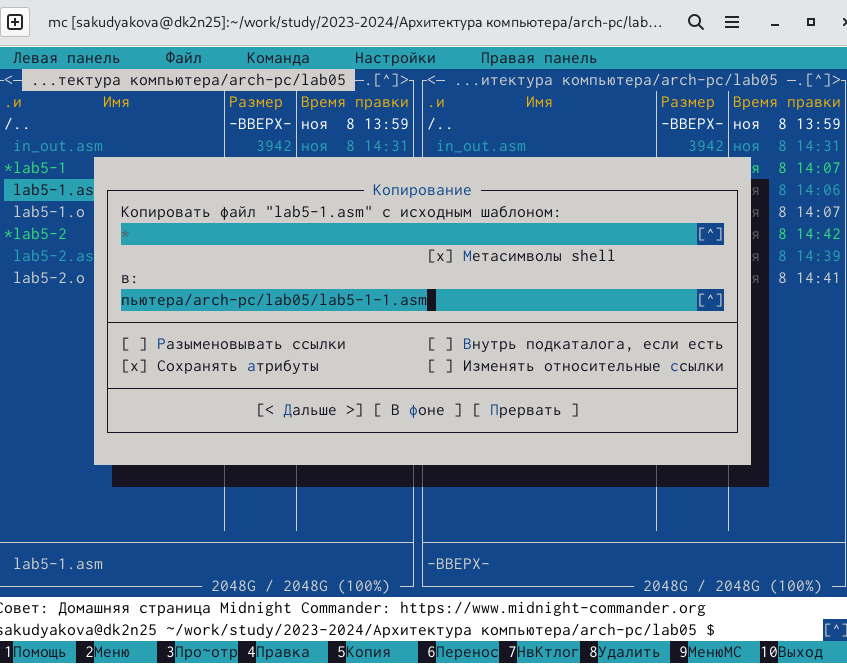 mc [sakudyakova@dk2n25]:~/work/study/2023-2024/Архитектура компьютера/arch-pc/lab...
Левая панель Файл Команда Настройки Правая панель
<— ...тектура компьютера/arch-pc/lab05 —.[^]> <— ...итектура компьютера/arch-pc/lab05 —.[^]>
.и Имя Размер Время правки .и Имя Размер Время правки
/.. -ВВЕРХ- ноя 8 13:59 /.. -ВВЕРХ- ноя 8 13:59
in_out.asm 3942 ноя 8 14:31 in_out.asm 3942 ноя 8 14:31
*lab5-1 я 8 14:07
lab5-1.as я 8 14:06
lab5-1.o я 8 14:07
*lab5-2 я 8 14:42
lab5-2.as я 8 14:39
lab5-2.o я 8 14:41
Копирование
Копировать файл "lab5-1.asm" с исходным шаблоном:
* [^]
[x] Метасимволы shell
в:
пьютера/arch-pc/lab05/lab5-1-1.asm [^]
[ ] Разыменовывать ссылки [ ] Внутрь подкаталога, если есть
[x] Сохранять атрибуты [ ] Изменять относительные ссылки
[< Дальше >] [ В фоне ] [ Прервать ]
lab5-1.asm -ВВЕРХ-
2048G / 2048G (100%) 2048G / 2048G (100%)
Совет: Домашняя страница Midnight Commander: https://www.midnight-commander.org
sakudyakova@dk2n25 ~/work/study/2023-2024/Архитектура компьютера/arch-pc/lab05 $ [^]
1Помощь 2Меню 3Про~отр 4Правка 5Копия 6Перенос 7НвКтлог 8Удалить 9МенюМС 10Выход